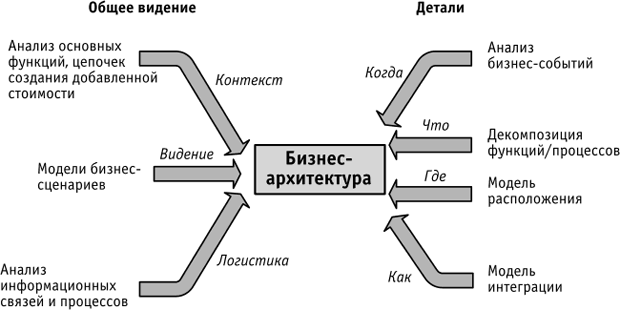 Общее видение
Детали
Анализ основных
функций, цепочек
создания добавленной
стоимости
Контекст
Когда
Анализ
бизнес-событий
Что
Декомпозиция
функций/процессов
Модели бизнес-
сценариев
Видение
Бизнес-
архитектура
Где
Модель
расположения
Анализ
информационных
связей и процессов
Логистика
Как
Модель
интеграции